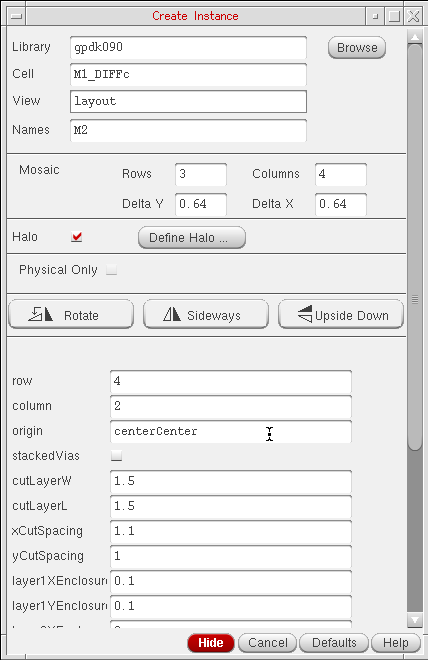 Create Instance
Library gpdk090 Browse
Cell M1_DIFFc
View layout
Names M2
Mosaic Rows 3 Columns 4
Delta Y 0.64 Delta X 0.64
Halo Define Halo ...
Physical Only
Rotate Sideways Upside Down
row 4
column 2
origin centerCenter
stackedVias
cutLayerW 1.5
cutLayerL 1.5
xCutSpacing 1.1
yCutSpacing 1
layer1XEnclosur 0.1
layer1YEnclosur 0.1
Hide Cancel Defaults Help